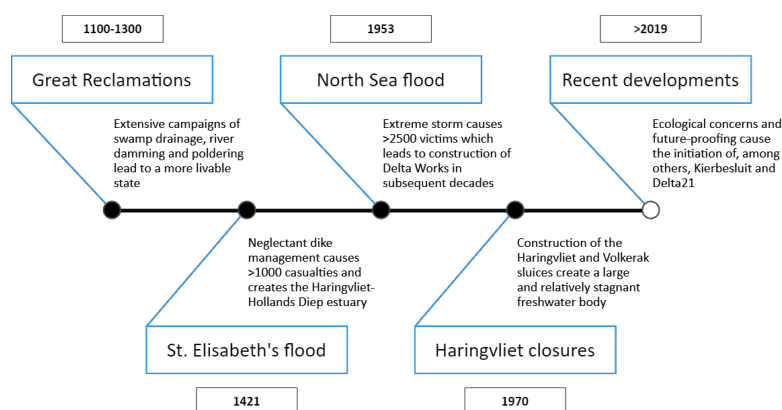 1100-1300
1953
>2019
Great Reclamations
North Sea flood
Recent developments
Extensive campaigns of
swamp drainage, river
damming and poldering
lead to a more livable
state
Extreme storm causes
>2500 victims which
leads to construction of
Delta Works in
subsequent decades
Ecological concerns and
future-proofing cause
the initiation of, among
others, Kierbesluit and
Delta21
Neglectant dike
management causes
>1000 casualties and
creates the Haringvliet-
Hollands Diep estuary
Construction of the
Haringvliet and Volkerak
sluices create a large
and relatively stagnant
freshwater body
St. Elisabeth's flood
Haringvliet closures
1421
1970